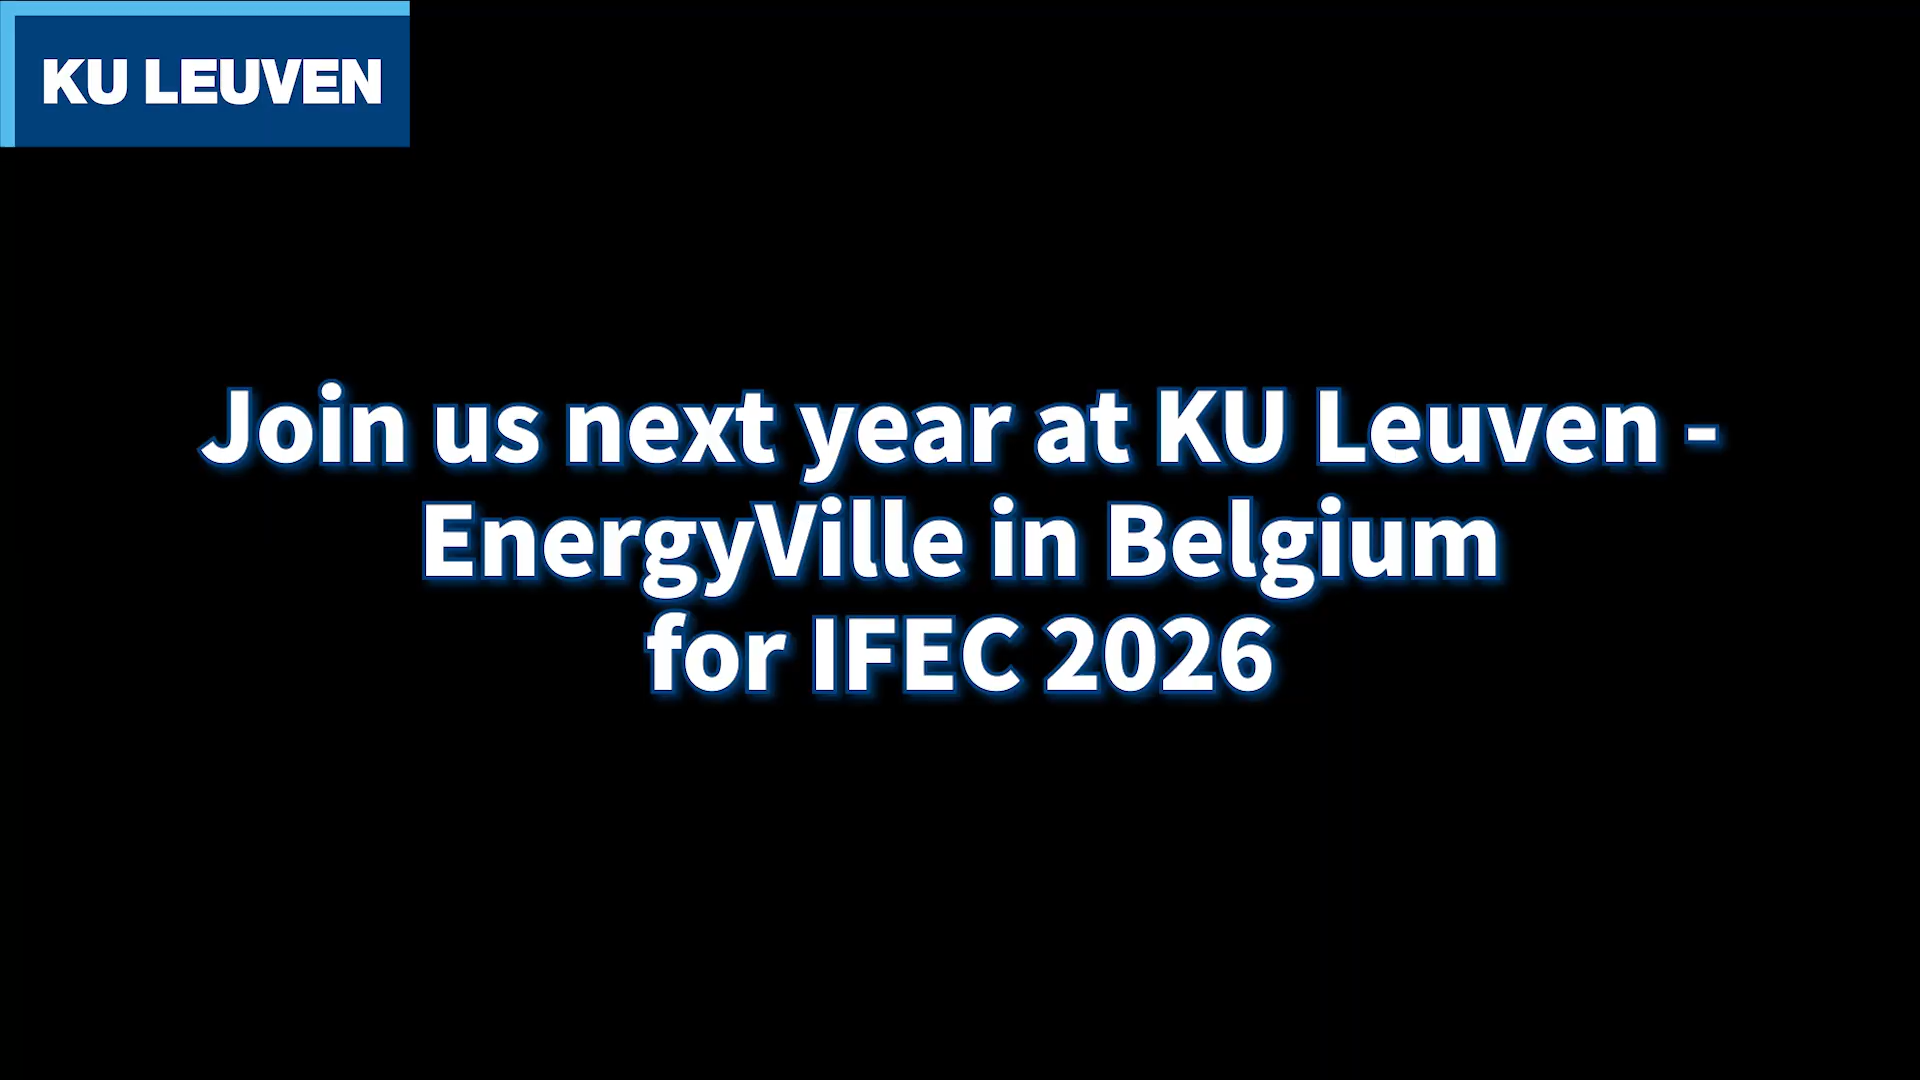 KU LEUVEN
Join us next year at KU Leuven -
EnergyVille in Belgium
for IFEC 2026